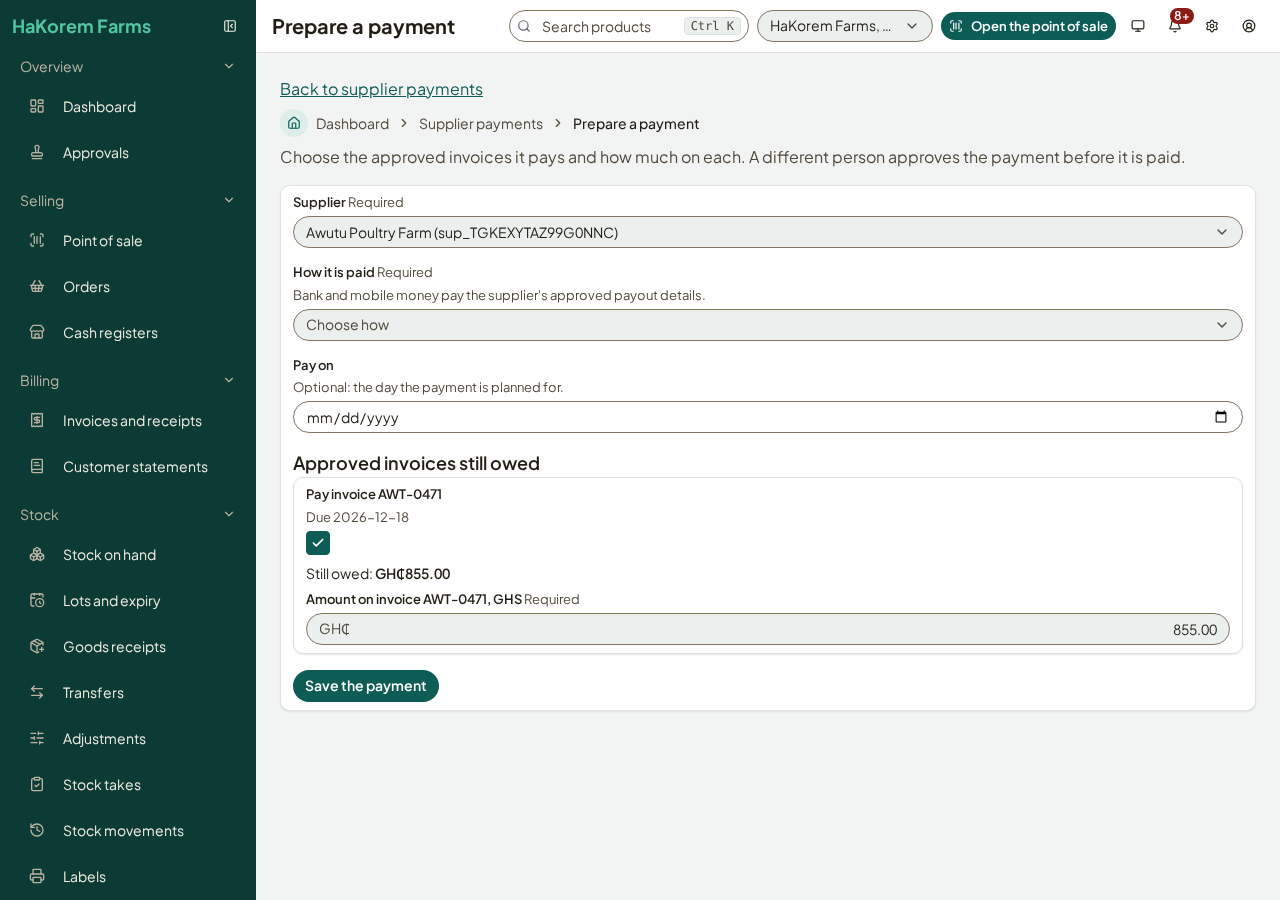 HaKorem Farms
Prepare a payment
Search products
Ctrl K
HaKorem Farms, ...
Open the point of sale
8+
Overview
Dashboard
Approvals
Selling
Point of sale
Orders
Cash registers
Billing
Invoices and receipts
Customer statements
Stock
Stock on hand
Lots and expiry
Goods receipts
Transfers
Adjustments
Stock takes
Stock movements
Labels
Back to supplier payments
Dashboard > Supplier payments > Prepare a payment
Choose the approved invoices it pays and how much on each. A different person approves the payment before it is paid.
Supplier Required
Awutu Poultry Farm (sup_TGKEXYTAZ99G0NNC)
How it is paid Required
Bank and mobile money pay the supplier's approved payout details.
Choose how
Pay on
Optional: the day the payment is planned for.
mm/dd/yyyy
Approved invoices still owed
Pay invoice AWT-0471
Due 2026-12-18
Still owed: GH₵855.00
Amount on invoice AWT-0471, GHS Required
GH₵ 855.00
Save the payment